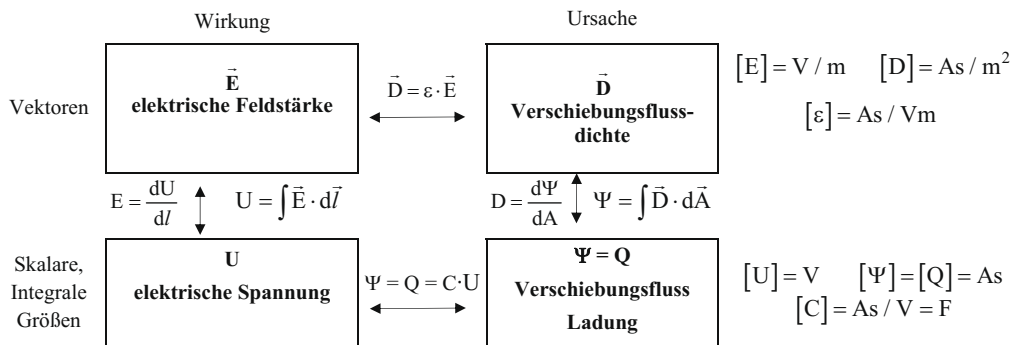 Wirkung
Ursache
Vektoren
E⃗
elektrische Feldstärke
D⃗ = ε · E⃗
D⃗
Verschiebungsfluss-
dichte
[E] = V / m [D] = As / m²
[ε] = As / Vm
E = dU/dl U = ∫ E⃗ · dl⃗
D = dΨ/dA Ψ = ∫ D⃗ · dA⃗
Skalare,
Integrale
Größen
U
elektrische Spannung
Ψ = Q = C·U
Ψ = Q
Verschiebungsfluss
Ladung
[U] = V [Ψ] = [Q] = As
[C] = As / V = F